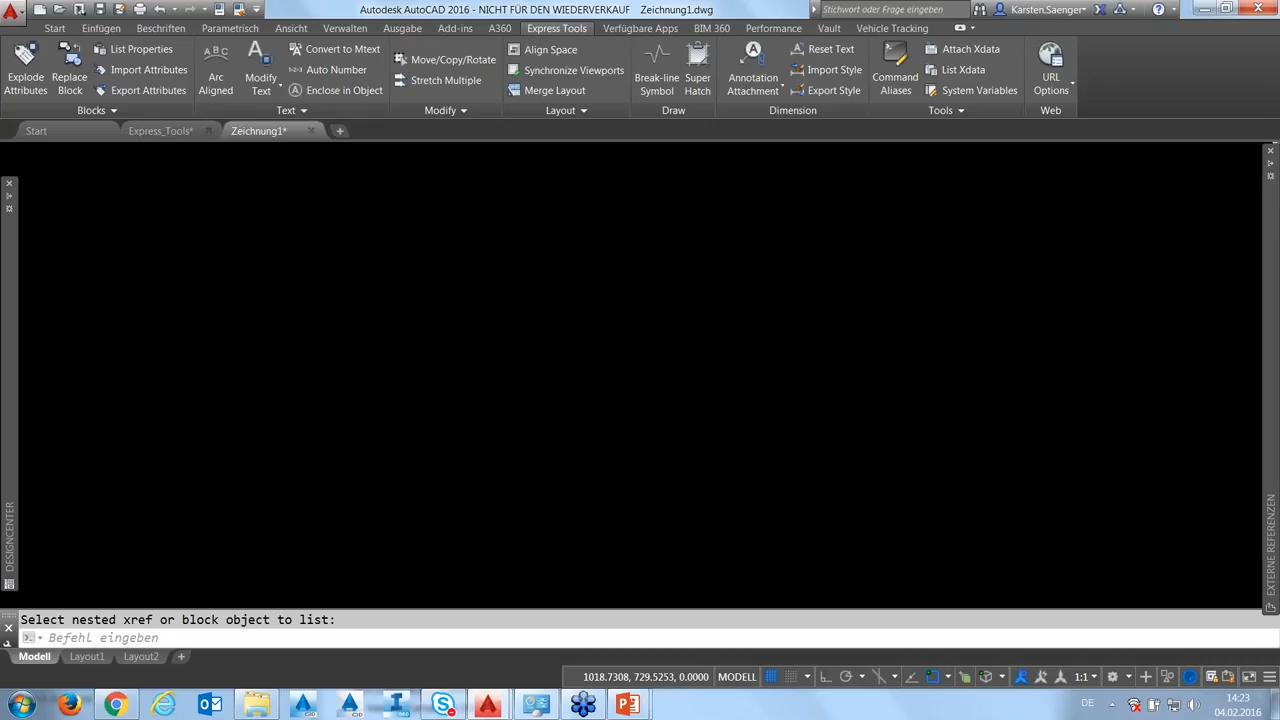 Autodesk AutoCAD 2016 - NICHT FÜR DEN WIEDERVERKAUF Zeichnung1.dwg
Stichwort oder Frage eingeben
Karsten.Saenger
Start Einfügen Beschriften Parametrisch Ansicht Verwalten Ausgabe Add-ins A360 Express Tools Verfügbare Apps BIM 360 Performance Vault Vehicle Tracking
Explode Attributes
Replace Block
List Properties
Import Attributes
Export Attributes
Blocks
Arc Aligned
Modify Text
Convert to Mtext
Auto Number
Enclose in Object
Text
Move/Copy/Rotate
Stretch Multiple
Modify
Align Space
Synchronize Viewports
Merge Layout
Layout
Break-line Symbol
Super Hatch
Draw
Annotation Attachment
Reset Text
Import Style
Export Style
Dimension
Command Aliases
Attach Xdata
List Xdata
System Variables
Tools
URL Options
Web
Start Express_Tools* Zeichnung1*
DESIGNCENTER
EXTERNE REFERENZEN
Select nested xref or block object to list:
Befehl eingeben
Modell Layout1 Layout2
1018.7308, 729.5253, 0.0000 MODELL 1:1
DE 14:23
04.02.2016